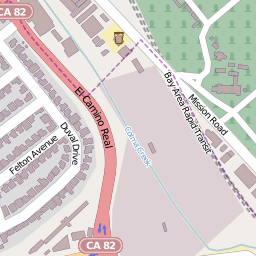 CA 82
El Camino Real
Bay Area Rapid Transit
Mission Road
Duval Drive
Felton Avenue
Colma Creek
CA 82